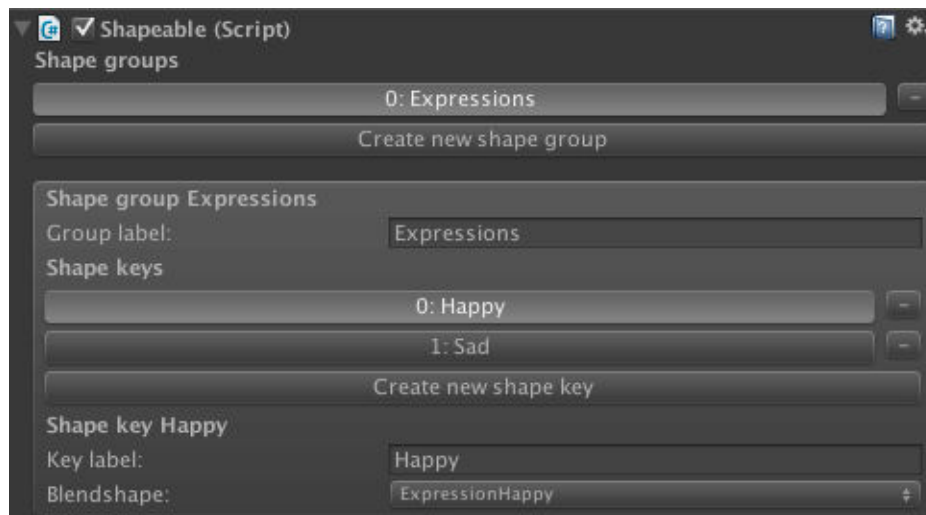 Shapeable (Script)
Shape groups
0: Expressions
Create new shape group
Shape group Expressions
Group label: Expressions
Shape keys
0: Happy
1: Sad
Create new shape key
Shape key Happy
Key label: Happy
Blendshape: ExpressionHappy